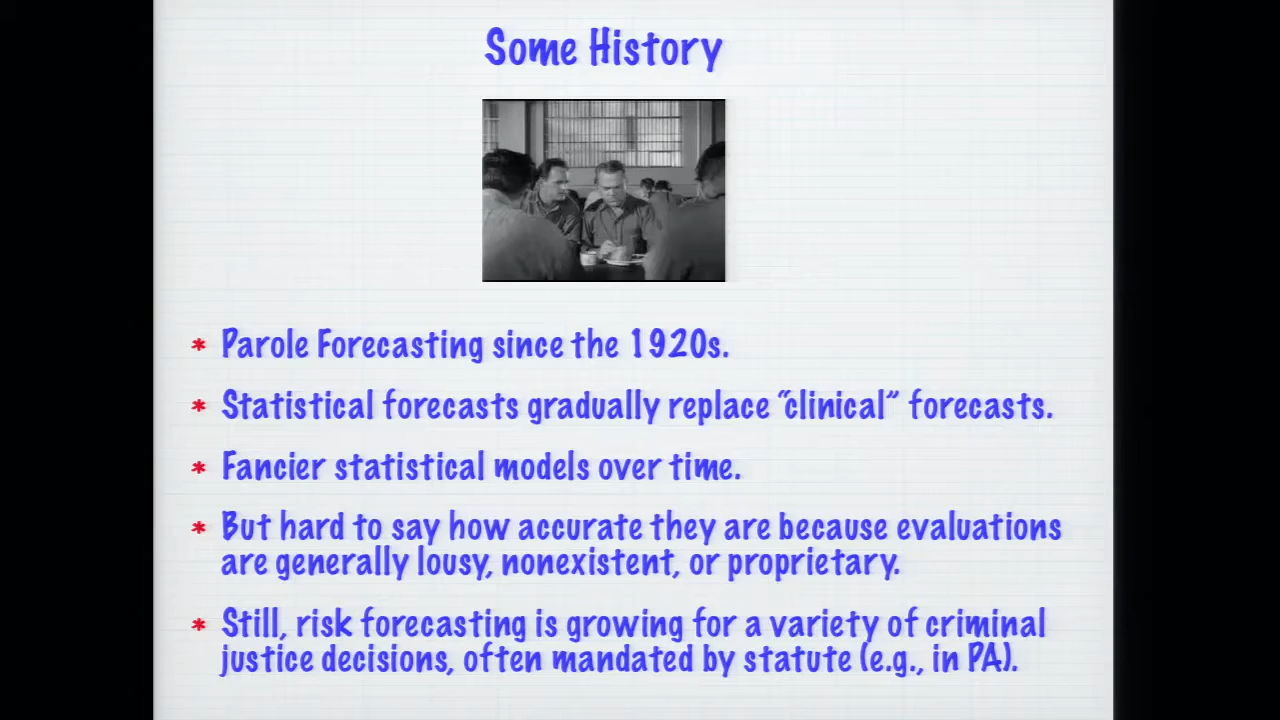 Some History
* Parole Forecasting since the 1920s.
* Statistical forecasts gradually replace “clinical” forecasts.
* Fancier statistical models over time.
* But hard to say how accurate they are because evaluations
are generally lousy, nonexistent, or proprietary.
* Still, risk forecasting is growing for a variety of criminal
justice decisions, often mandated by statute (e.g., in PA).